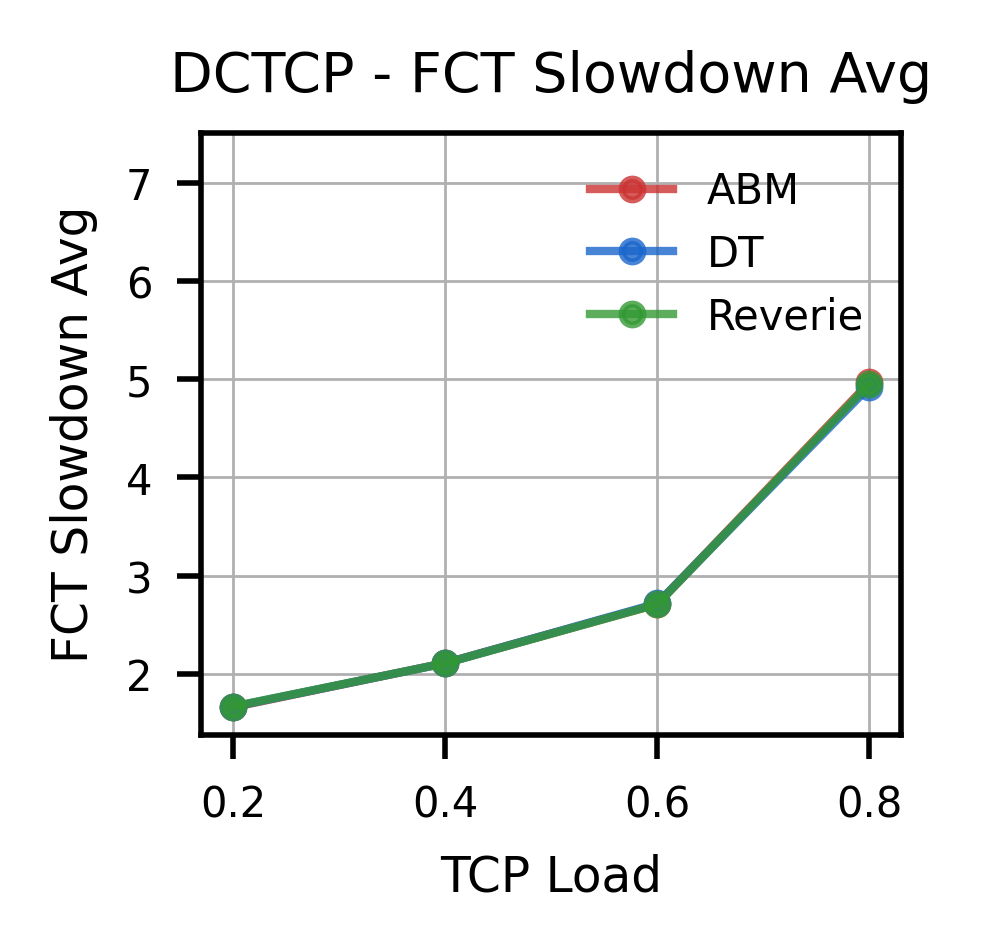 DCTCP - FCT Slowdown Avg
FCT Slowdown Avg
7
6
5
4
3
2
ABM
DT
Reverie
0.2 0.4 0.6 0.8
TCP Load